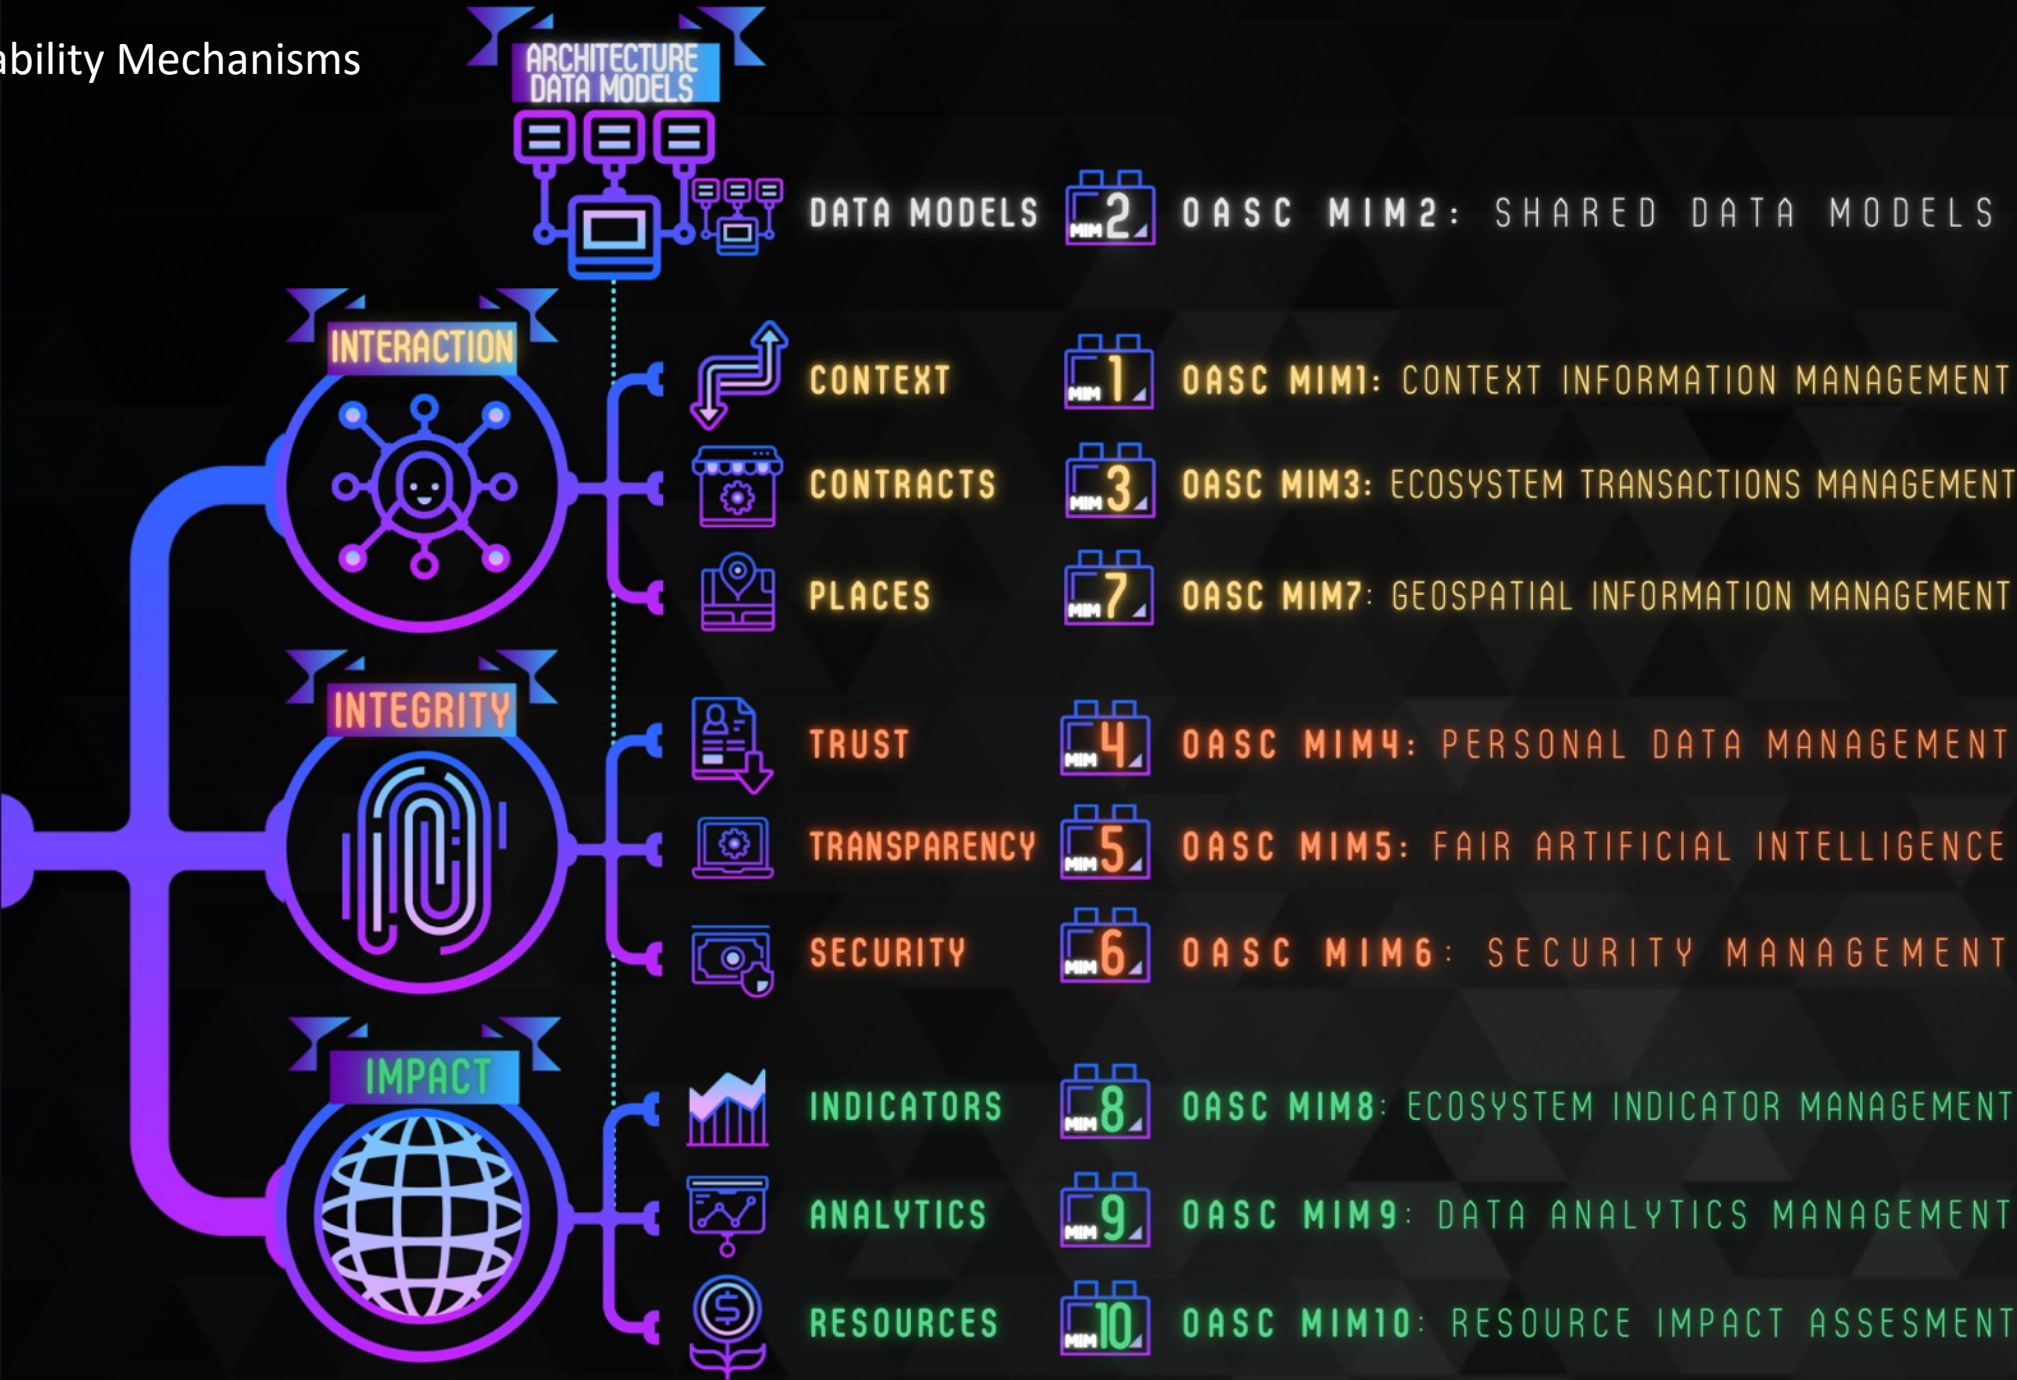 ability Mechanisms
ARCHITECTURE
DATA MODELS
DATA MODELS MIM 2 OASC MIM2: SHARED DATA MODELS
INTERACTION
CONTEXT MIM 1 OASC MIM1: CONTEXT INFORMATION MANAGEMENT
CONTRACTS MIM 3 OASC MIM3: ECOSYSTEM TRANSACTIONS MANAGEMENT
PLACES MIM 7 OASC MIM7: GEOSPATIAL INFORMATION MANAGEMENT
INTEGRITY
TRUST MIM 4 OASC MIM4: PERSONAL DATA MANAGEMENT
TRANSPARENCY MIM 5 OASC MIM5: FAIR ARTIFICIAL INTELLIGENCE
SECURITY MIM 6 OASC MIM6: SECURITY MANAGEMENT
IMPACT
INDICATORS MIM 8 OASC MIM8: ECOSYSTEM INDICATOR MANAGEMENT
ANALYTICS MIM 9 OASC MIM9: DATA ANALYTICS MANAGEMENT
RESOURCES MIM 10 OASC MIM10: RESOURCE IMPACT ASSESMENT